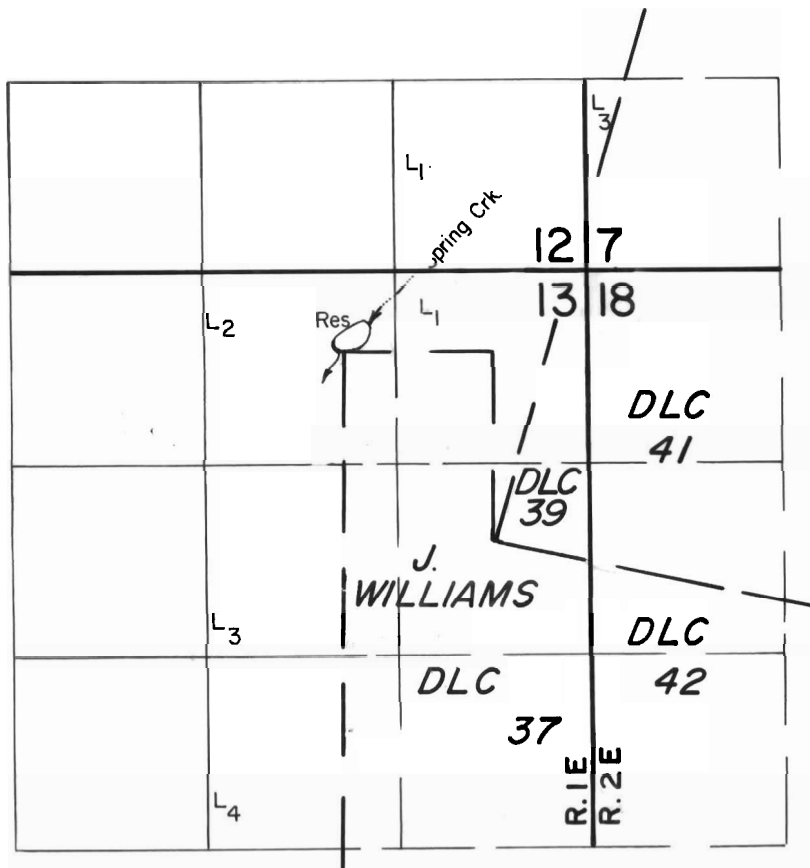 L3
L1
pring Crk
12 7
13 18
Res
L1
L2
DLC
41
DLC
39
J.
WILLIAMS
L3
DLC
42
DLC
37
R. 1 E
R. 2 E
L4